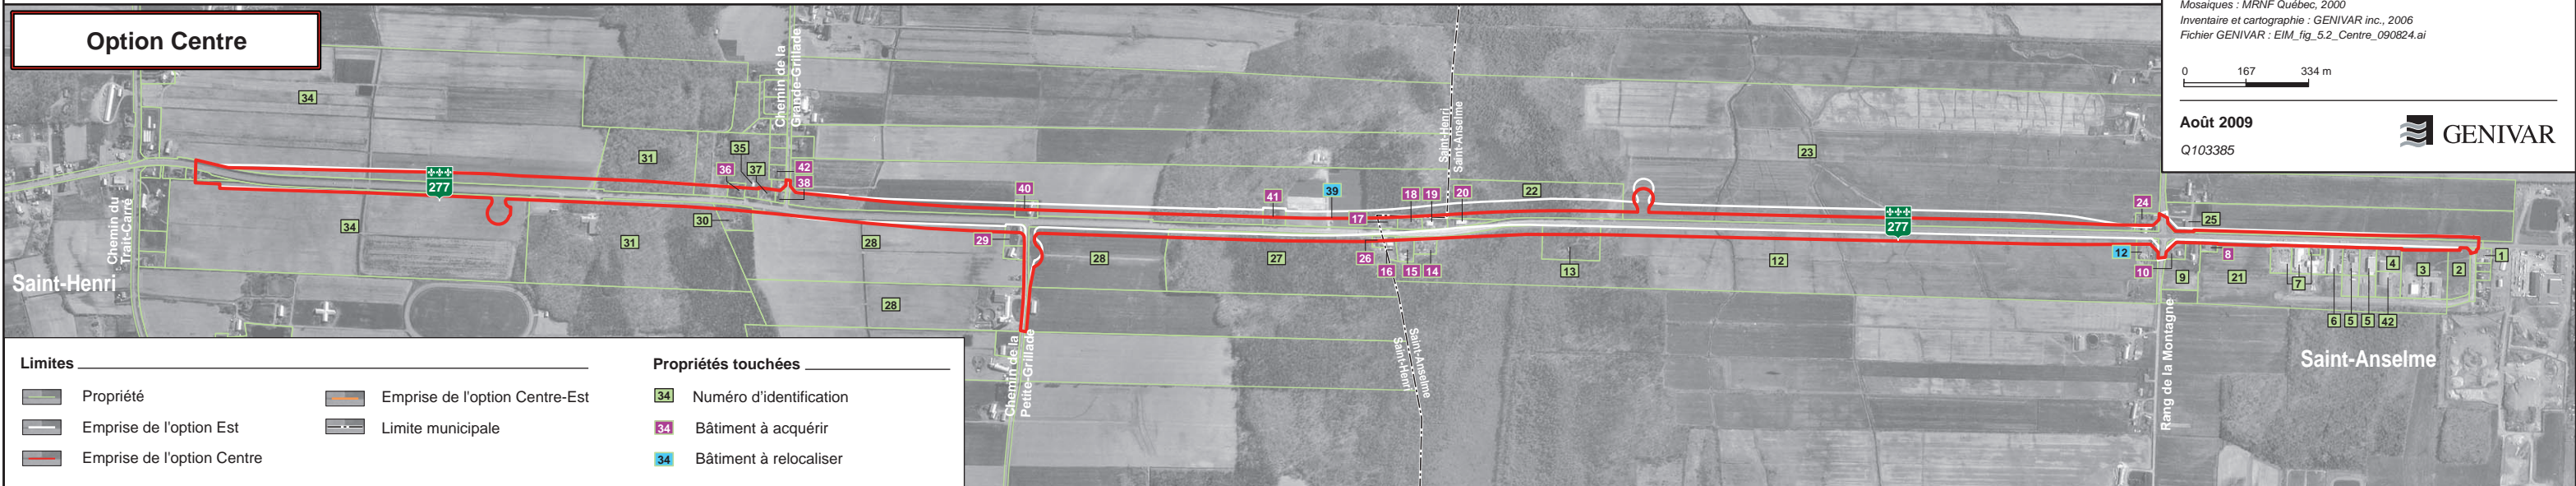 Option Centre
Mosaiques : MRNF Québec, 2000
Inventaire et cartographie : GENIVAR inc., 2006
Fichier GENIVAR : EIM_fig_5.2_Centre_090824.ai
0 167 334 m
Août 2009
Q103385
GENIVAR
Chemin du
Trait-Carré
Saint-Henri
34
34
277
31
31
30
35
36
37
42
38
Chemin de la
Grande-Grillade
28
28
28
29
40
Chemin de la
Petite-Grillade
27
41
39
17
18
19
20
22
26
16
15
14
13
Saint-Henri
Saint-Anselme
Saint-Henri
Saint-Anselme
23
12
277
24
25
12
10
9
8
21
7
6
5
5
42
4
3
2
1
Rang de la Montagne
Saint-Anselme
Limites
Propriété
Emprise de l'option Est
Emprise de l'option Centre
Emprise de l'option Centre-Est
Limite municipale
Propriétés touchées
34 Numéro d'identification
34 Bâtiment à acquérir
34 Bâtiment à relocaliser